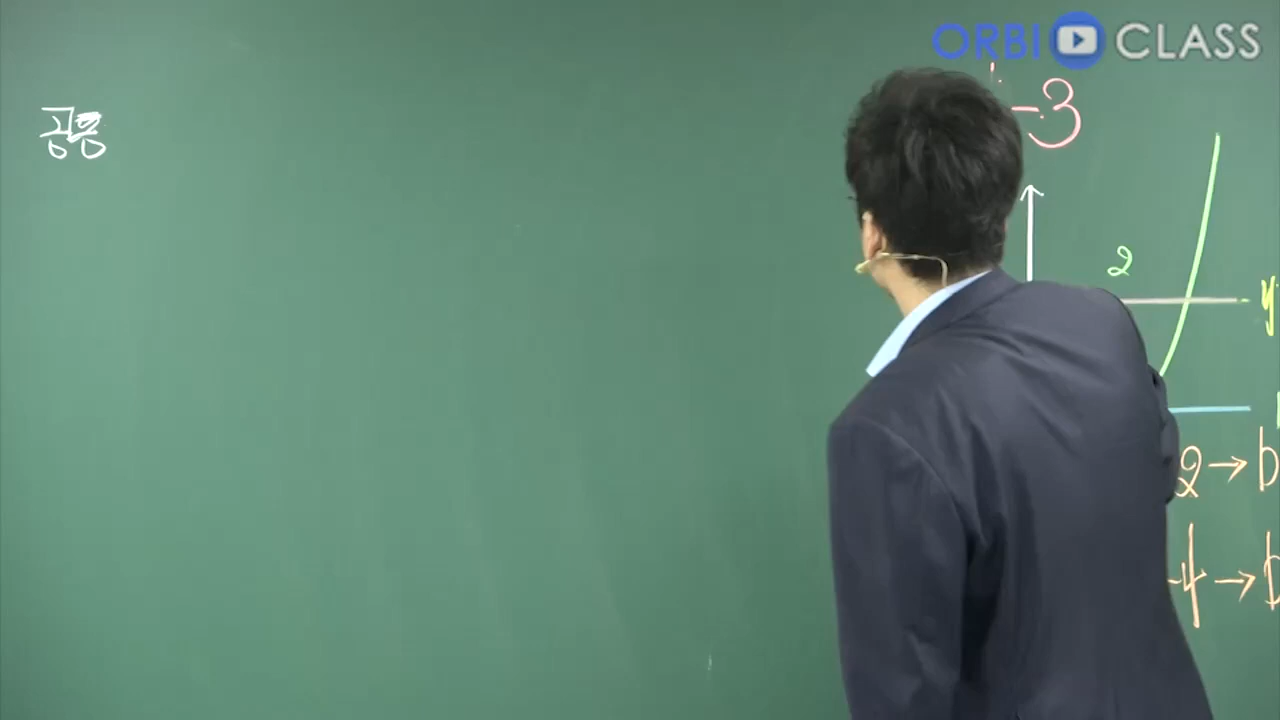 ORBI CLASS
공통
-3
2
y
2→b
-4→b